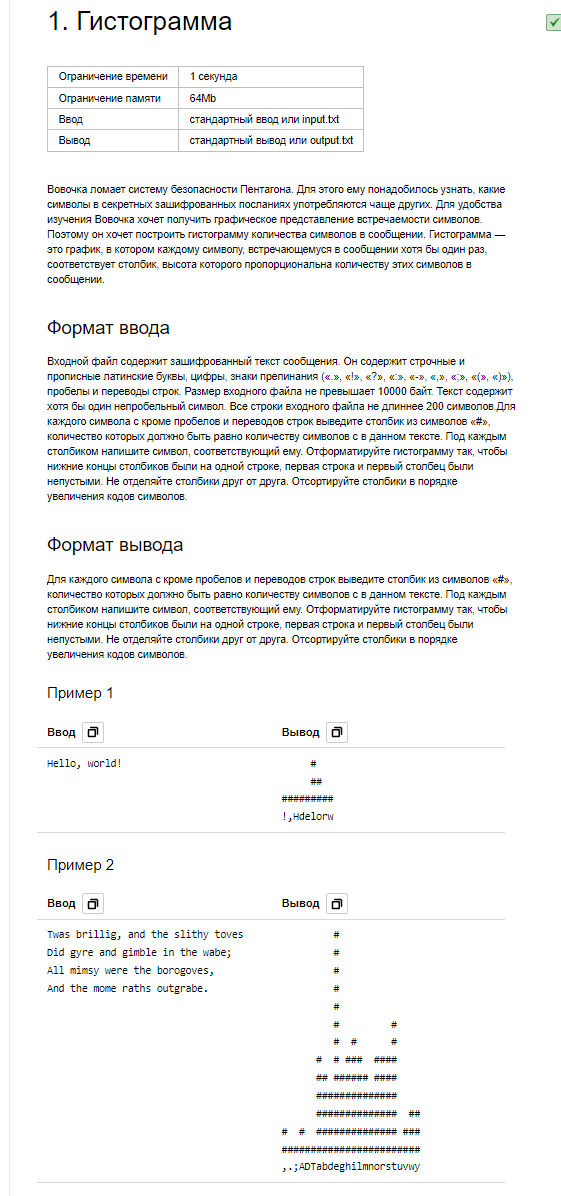 1. Гистограмма
Ограничение времени 1 секунда
Ограничение памяти 64Mb
Ввод стандартный ввод или input.txt
Вывод стандартный вывод или output.txt
Вовочка ломает систему безопасности Пентагона. Для этого ему понадобилось узнать, какие
символы в секретных зашифрованных посланиях употребляются чаще других. Для удобства
изучения Вовочка хочет получить графическое представление встречаемости символов.
Поэтому он хочет построить гистограмму количества символов в сообщении. Гистограмма —
это график, в котором каждому символу, встречающемуся в сообщении хотя бы один раз,
соответствует столбик, высота которого пропорциональна количеству этих символов в
сообщении.
Формат ввода
Входной файл содержит зашифрованный текст сообщения. Он содержит строчные и
прописные латинские буквы, цифры, знаки препинания («.», «!», «?», «:», «-», «,», «;», «(», «)»),
пробелы и переводы строк. Размер входного файла не превышает 10000 байт. Текст содержит
хотя бы один непробельный символ. Все строки входного файла не длиннее 200 символов.Для
каждого символа c кроме пробелов и переводов строк выведите столбик из символов «#»,
количество которых должно быть равно количеству символов c в данном тексте. Под каждым
столбиком напишите символ, соответствующий ему. Отформатируйте гистограмму так, чтобы
нижние концы столбиков были на одной строке, первая строка и первый столбец были
непустыми. Не отделяйте столбики друг от друга. Отсортируйте столбики в порядке
увеличения кодов символов.
Формат вывода
Для каждого символа c кроме пробелов и переводов строк выведите столбик из символов «#»,
количество которых должно быть равно количеству символов c в данном тексте. Под каждым
столбиком напишите символ, соответствующий ему. Отформатируйте гистограмму так, чтобы
нижние концы столбиков были на одной строке, первая строка и первый столбец были
непустыми. Не отделяйте столбики друг от друга. Отсортируйте столбики в порядке
увеличения кодов символов.
Пример 1
Ввод Вывод
Hello, world!
     #
     ##
#########
!,Hdelorw
Пример 2
Ввод Вывод
Twas brillig, and the slithy toves
Did gyre and gimble in the wabe;
All mimsy were the borogoves,
And the mome raths outgrabe.
         #
         #
         #
         #
         #
         #         #
         #  #      #
      #  # ###  ####
      ## ###### ####
      ##############
      ##############  ##
#  #  ############## ###
########################
,.;ADTabdeghilmnorstuvwy